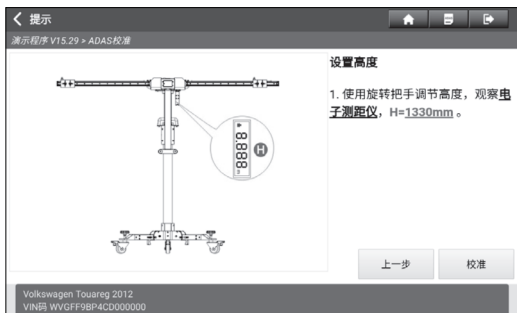 提示
演示程序 V15.29 > ADAS校准
设置高度
1. 使用旋转把手调节高度，观察电
子测距仪，H=1330mm 。
8.888
H
上一步
校准
Volkswagen Touareg 2012
VIN码 WVGFF9BP4CD000000